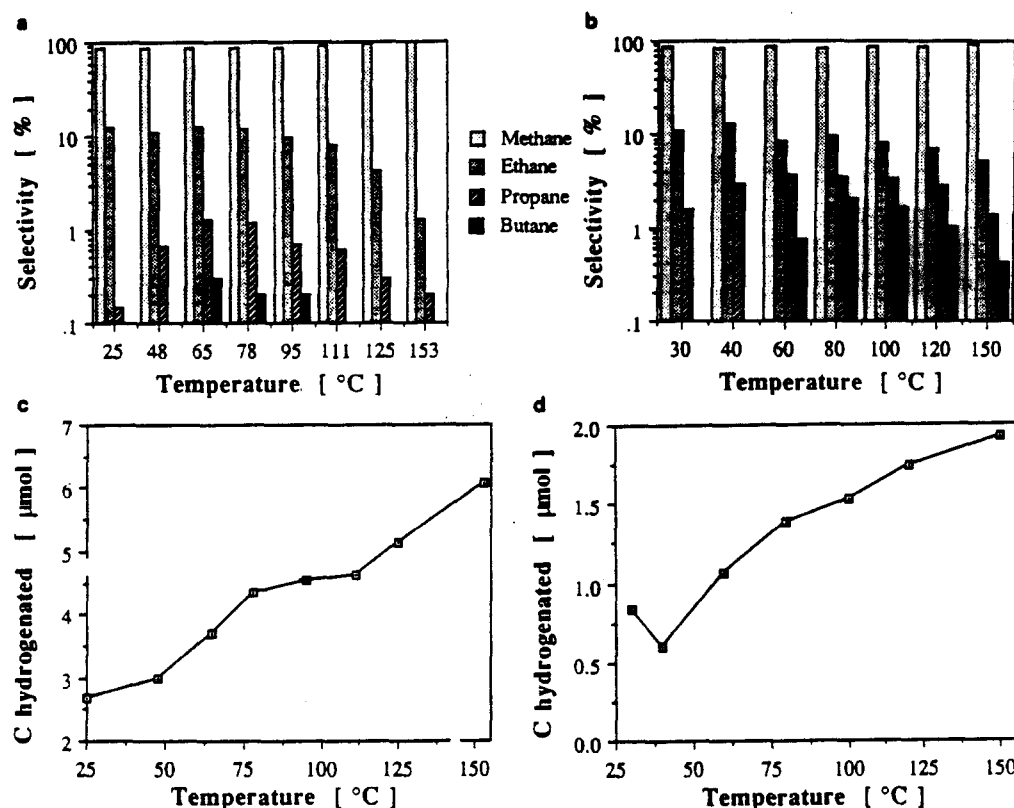 a
Selectivity [ % ]
100
10
1
.1
25 48 65 78 95 111 125 153
Temperature [ °C ]
Methane
Ethane
Propane
Butane
b
Selectivity [ % ]
100
10
1
.1
30 40 60 80 100 120 150
Temperature [ °C ]
c
C hydrogenated [ μmol ]
7
6
5
4
3
2
25 50 75 100 125 150
Temperature [ °C ]
d
C hydrogenated [ μmol ]
2.0
1.5
1.0
0.5
0.0
25 50 75 100 125 150
Temperature [ °C ]